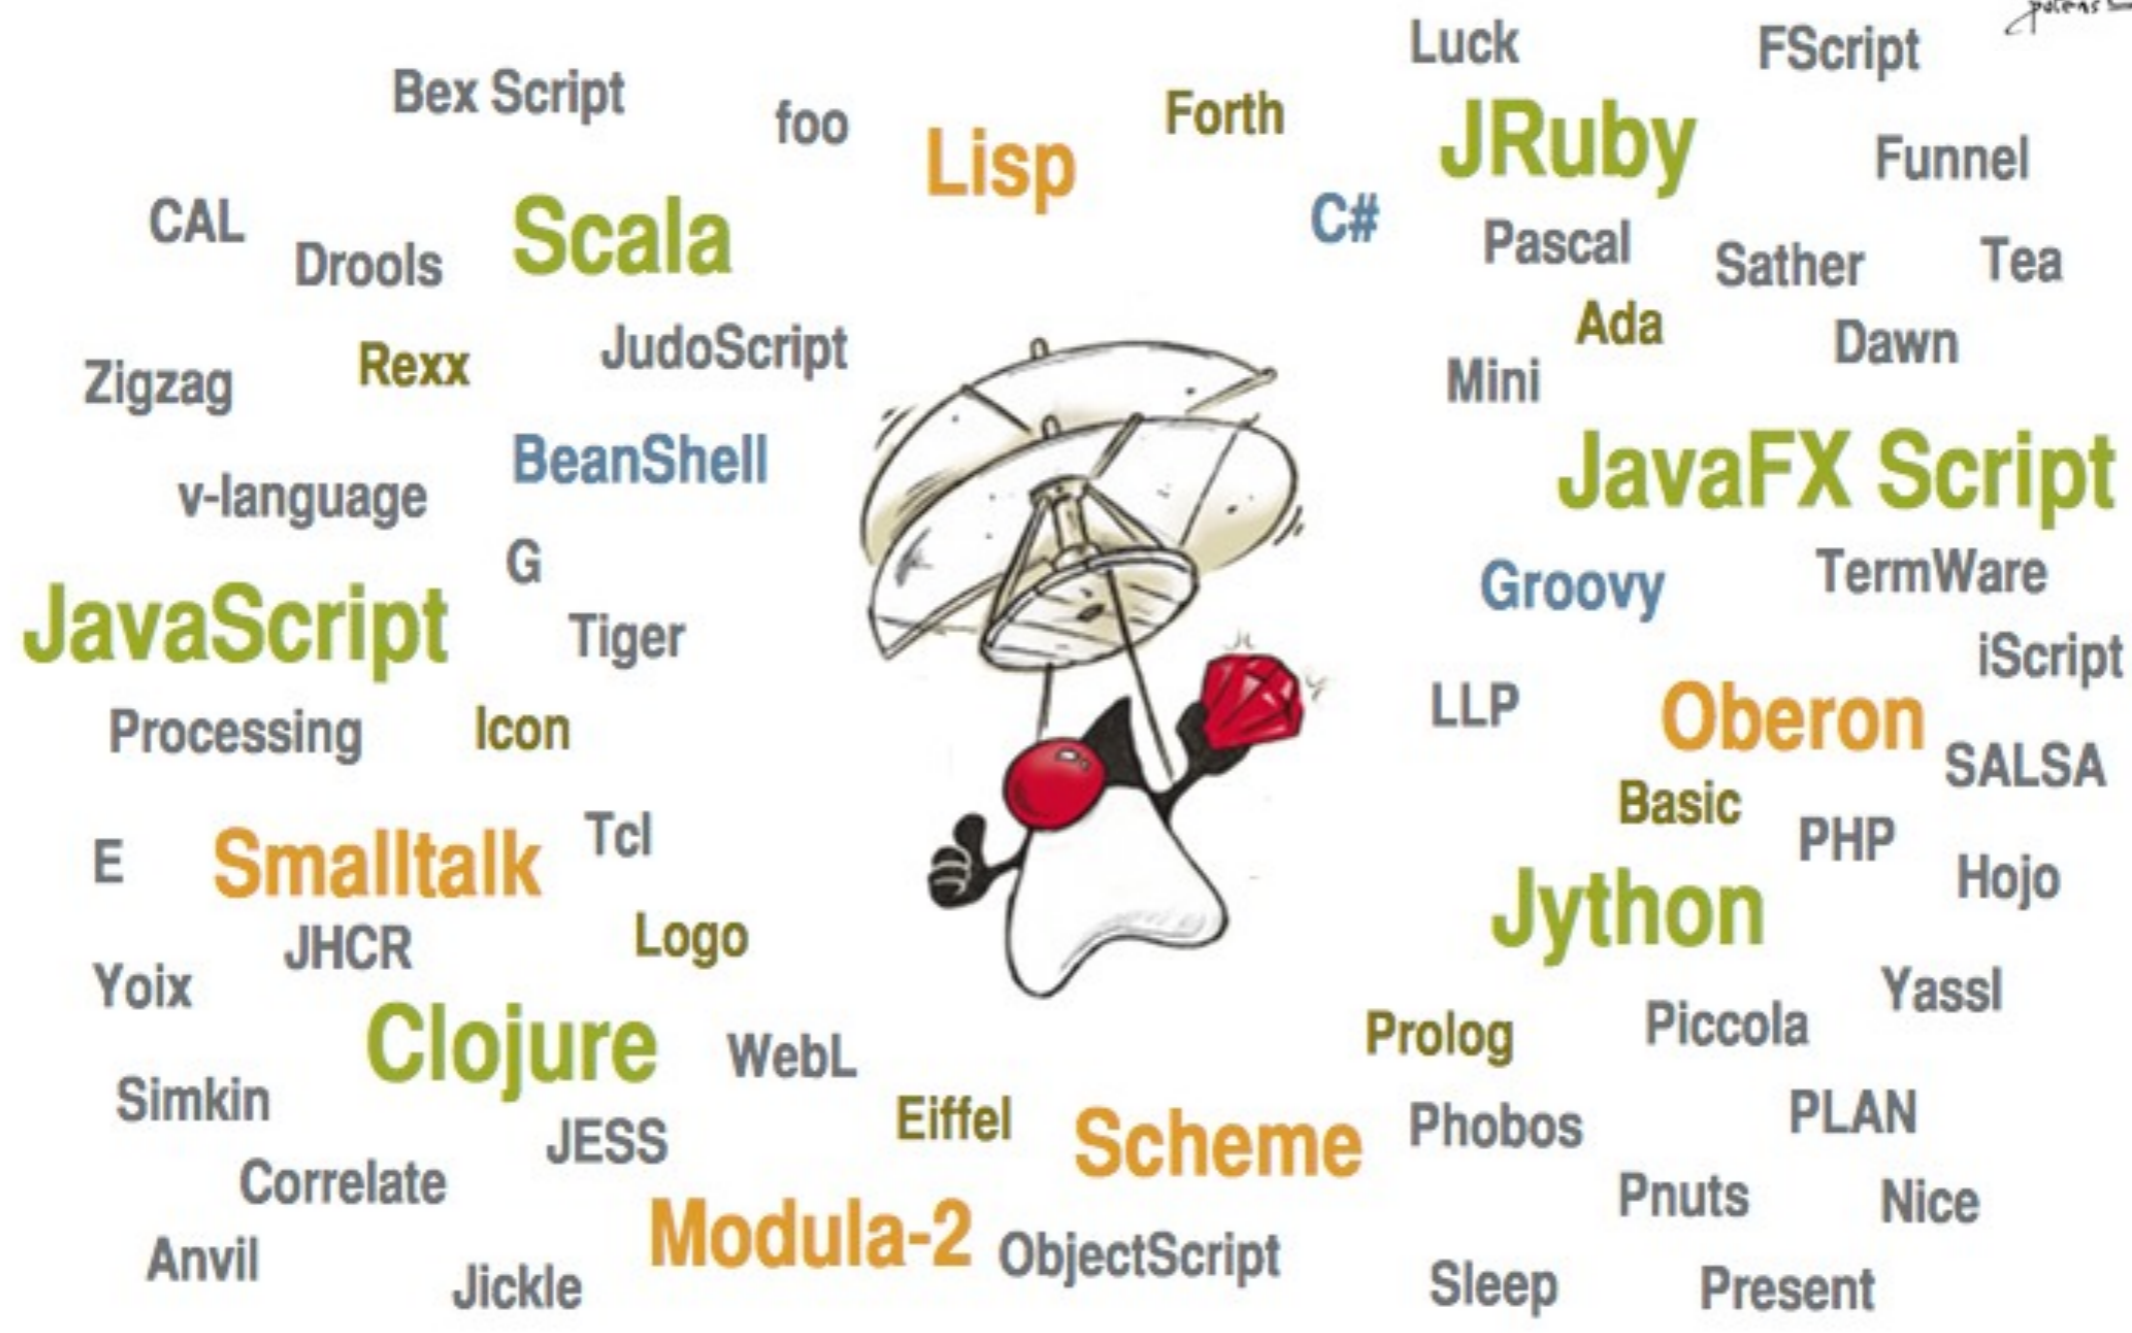 Luck
FScript
Bex Script
foo
Forth
Lisp
JRuby
Funnel
CAL
Scala
C#
Pascal
Sather
Tea
Drools
Ada
Dawn
JudoScript
Rexx
Zigzag
Mini
BeanShell
JavaFX Script
v-language
G
Groovy
TermWare
JavaScript
Tiger
iScript
LLP
Oberon
Processing
Icon
SALSA
Basic
Tcl
PHP
E
Smalltalk
Hojo
Jython
JHCR
Logo
Yoix
Yassl
Clojure
WebL
Prolog
Piccola
Simkin
Eiffel
Scheme
Phobos
PLAN
JESS
Correlate
Pnuts
Nice
Modula-2
ObjectScript
Anvil
Jickle
Sleep
Present